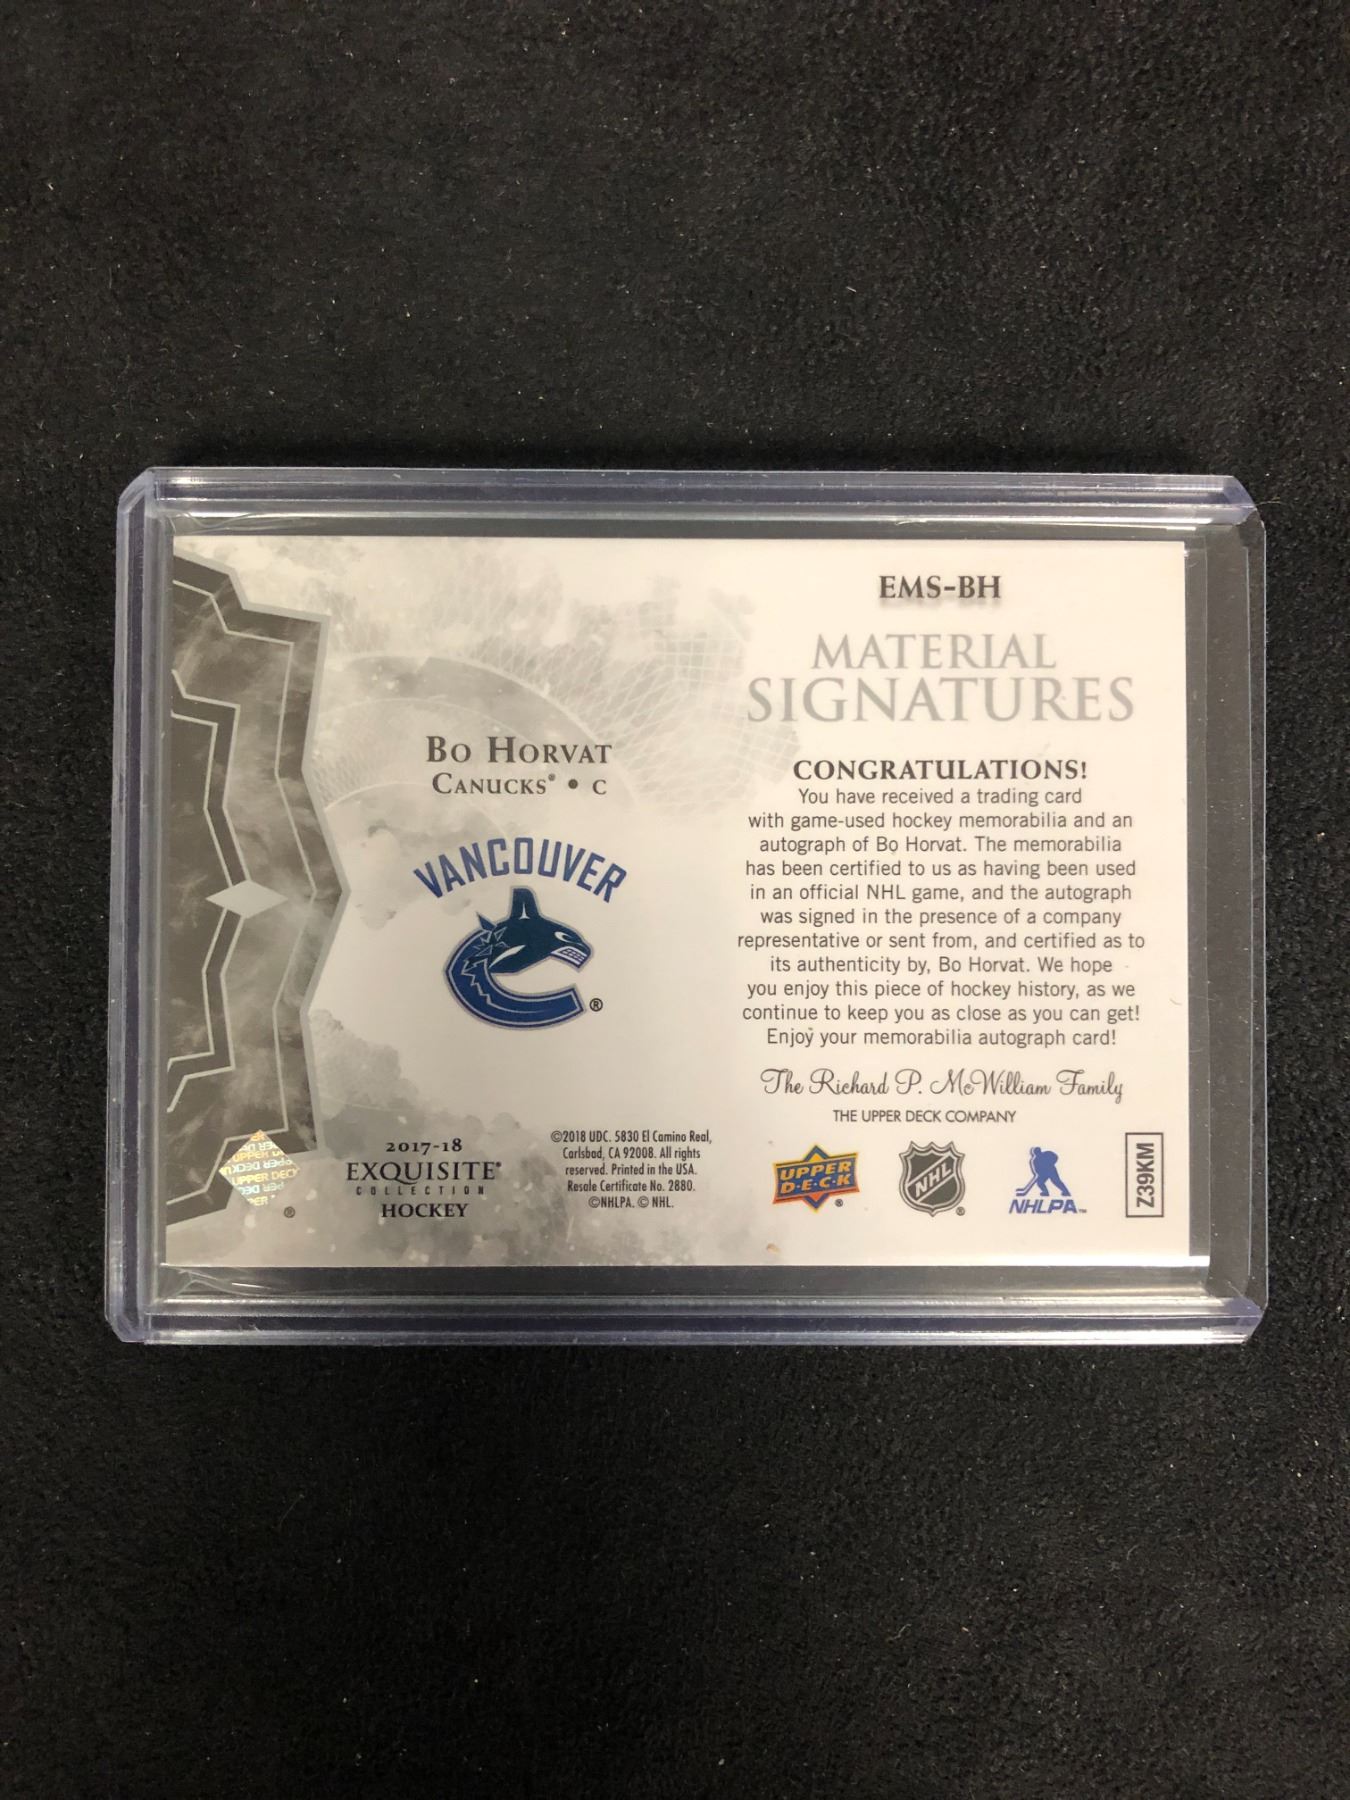 EMS-BH
MATERIAL
SIGNATURES
BO HORVAT
CANUCKS® • C
VANCOUVER
®
CONGRATULATIONS!
You have received a trading card
with game-used hockey memorabilia and an
autograph of Bo Horvat. The memorabilia
has been certified to us as having been used
in an official NHL game, and the autograph
was signed in the presence of a company
representative or sent from, and certified as to
its authenticity by, Bo Horvat. We hope
you enjoy this piece of hockey history, as we
continue to keep you as close as you can get!
Enjoy your memorabilia autograph card!
The Richard P. McWilliam Family
THE UPPER DECK COMPANY
®
2017-18
EXQUISITE®
COLLECTION
HOCKEY
©2018 UDC. 5830 El Camino Real,
Carlsbad, CA 92008. All rights
reserved. Printed in the USA.
Resale Certificate No. 2880.
©NHLPA. © NHL.
UPPER
D·E·C·K
®
NHL
®
NHLPA™
Z39KM